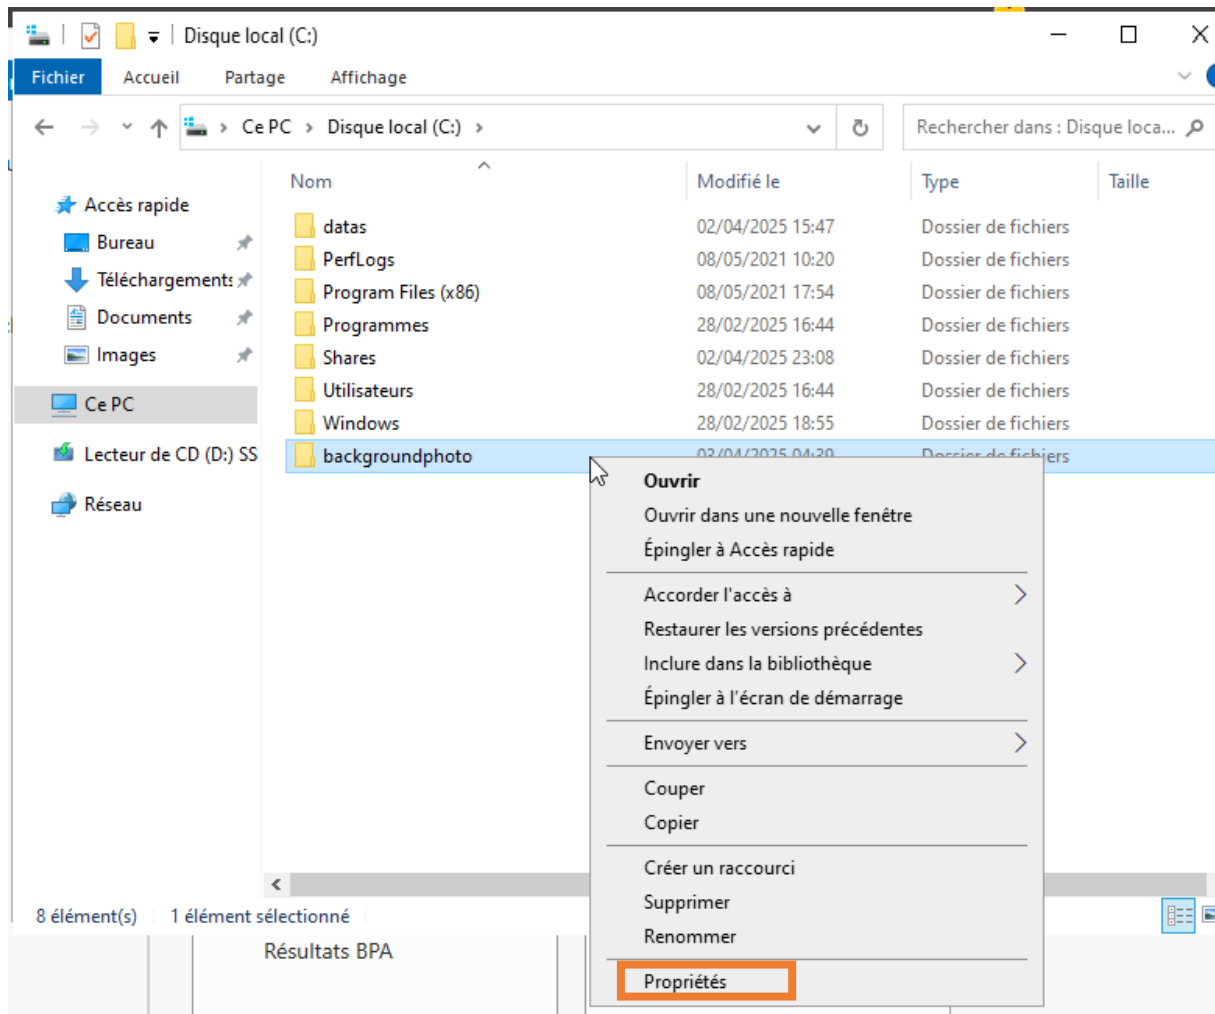 Disque local (C:)
Fichier Accueil Partage Affichage
Ce PC > Disque local (C:) >
Rechercher dans : Disque loca...
Nom Modifié le Type Taille
Accès rapide
Bureau
Téléchargements
Documents
Images
Ce PC
Lecteur de CD (D:) SS
Réseau
datas 02/04/2025 15:47 Dossier de fichiers
PerfLogs 08/05/2021 10:20 Dossier de fichiers
Program Files (x86) 08/05/2021 17:54 Dossier de fichiers
Programmes 28/02/2025 16:44 Dossier de fichiers
Shares 02/04/2025 23:08 Dossier de fichiers
Utilisateurs 28/02/2025 16:44 Dossier de fichiers
Windows 28/02/2025 18:55 Dossier de fichiers
backgroundphoto 03/04/2025 04:39 Dossier de fichiers
Ouvrir
Ouvrir dans une nouvelle fenêtre
Épingler à Accès rapide
Accorder l'accès à
Restaurer les versions précédentes
Inclure dans la bibliothèque
Épingler à l'écran de démarrage
Envoyer vers
Couper
Copier
Créer un raccourci
Supprimer
Renommer
Propriétés
8 élément(s) 1 élément sélectionné
Résultats BPA